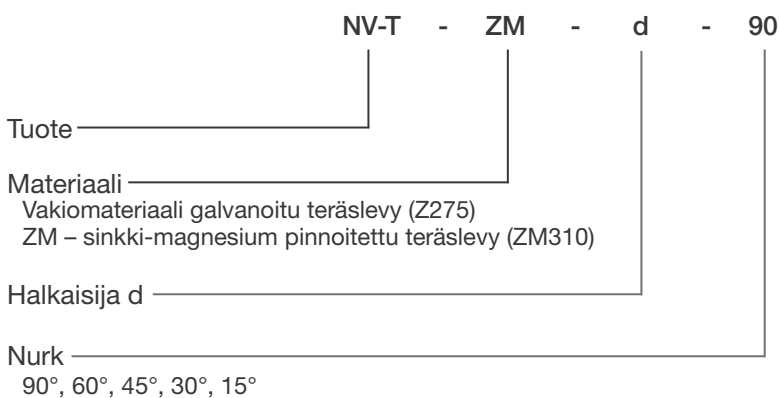 NV-T - ZM - d - 90
Tuote
Materiaali
Vakiomateriaali galvanoitu teräslevy (Z275)
ZM – sinkki-magnesium pinnoitettu teräslevy (ZM310)
Halkaisija d
Nurk
90°, 60°, 45°, 30°, 15°